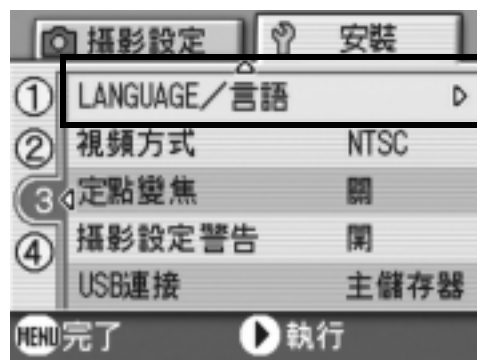 攝影設定 安裝
① LANGUAGE／言語
② 視頻方式 NTSC
3 定點變焦 關
④ 攝影設定警告 開
USB連接 主儲存器
MENU完了 執行